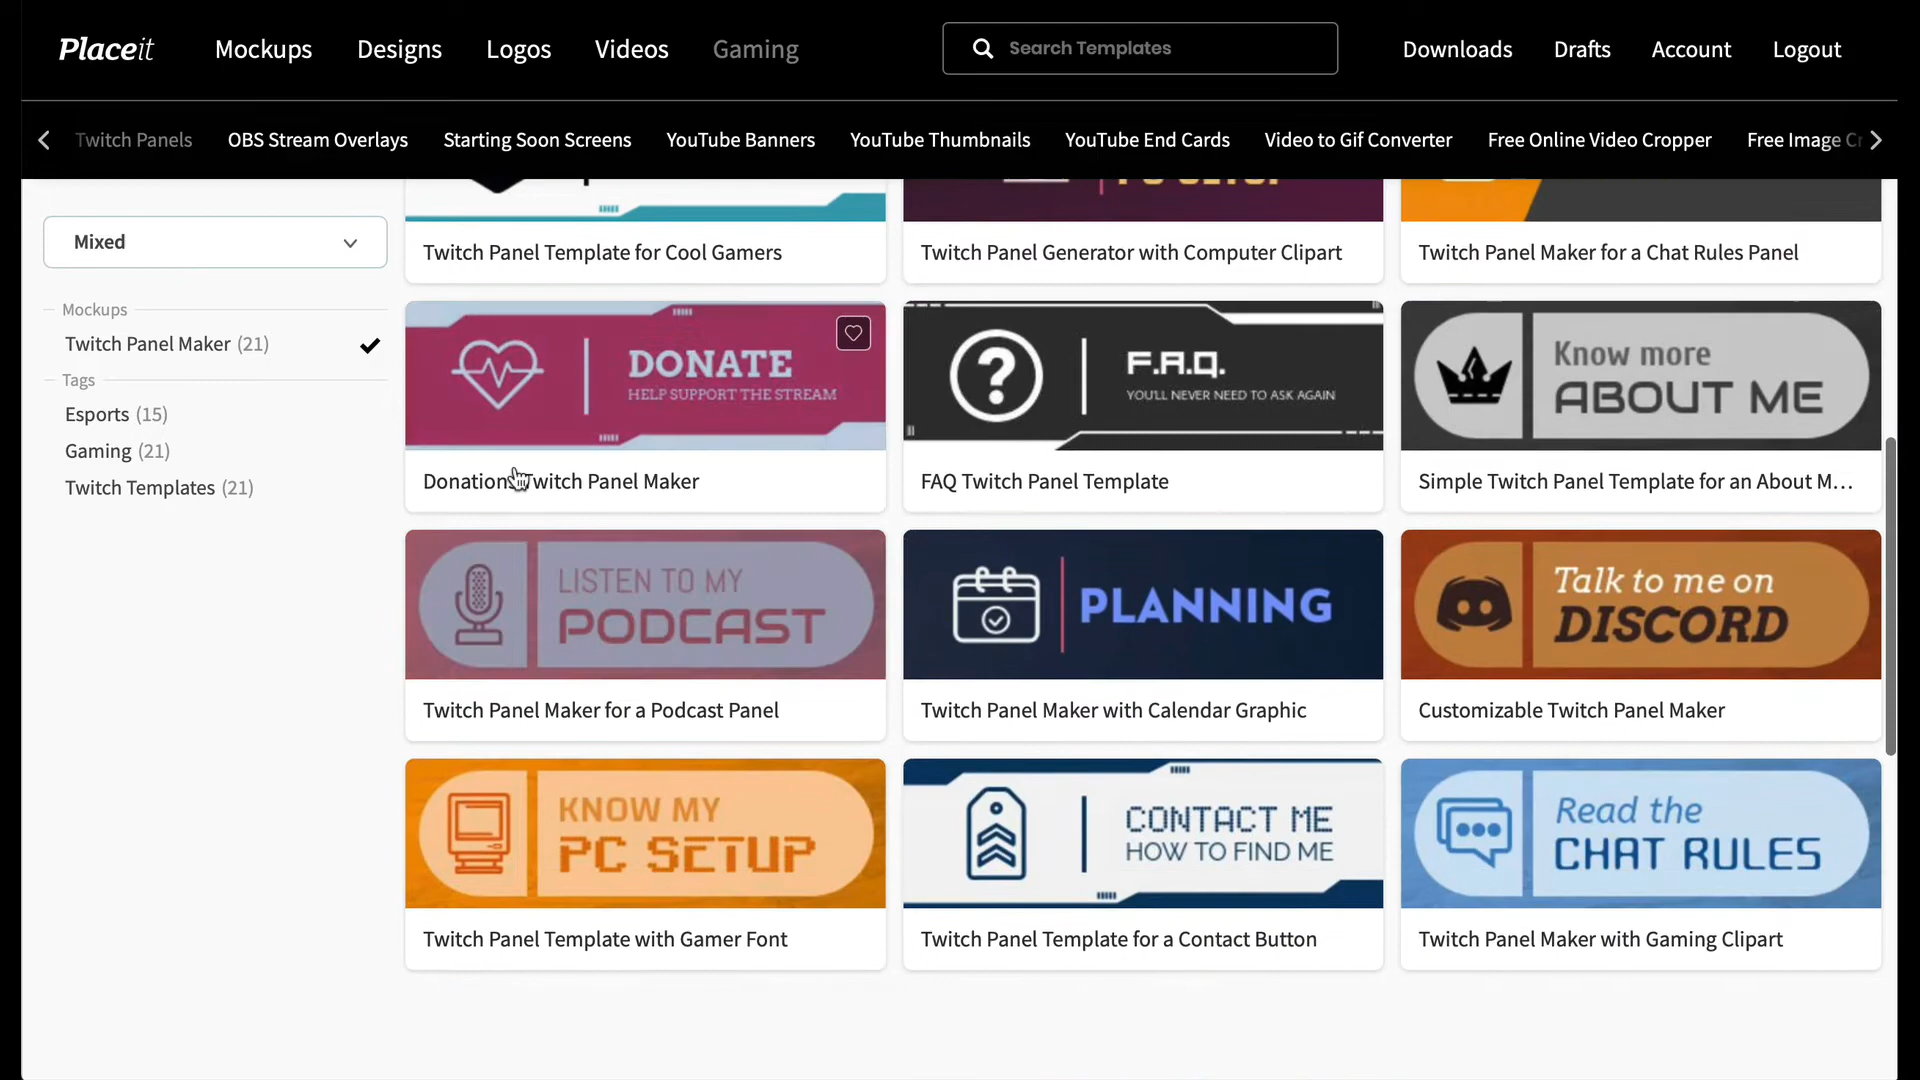 Placeit
Mockups
Designs
Logos
Videos
Gaming
Search Templates
Downloads
Drafts
Account
Logout
Twitch Panels
OBS Stream Overlays
Starting Soon Screens
YouTube Banners
YouTube Thumbnails
YouTube End Cards
Video to Gif Converter
Free Online Video Cropper
Free Image
Mixed
Mockups
Twitch Panel Maker (21)
Tags
Esports (15)
Gaming (21)
Twitch Templates (21)
Twitch Panel Template for Cool Gamers
PC SETUP
Twitch Panel Generator with Computer Clipart
Twitch Panel Maker for a Chat Rules Panel
DONATE
HELP SUPPORT THE STREAM
Donations Twitch Panel Maker
F.A.Q.
YOU'LL NEVER NEED TO ASK AGAIN
FAQ Twitch Panel Template
Know more
ABOUT ME
Simple Twitch Panel Template for an About M...
LISTEN TO MY
PODCAST
Twitch Panel Maker for a Podcast Panel
PLANNING
Twitch Panel Maker with Calendar Graphic
Talk to me on
DISCORD
Customizable Twitch Panel Maker
KNOW MY
PC SETUP
Twitch Panel Template with Gamer Font
CONTACT ME
HOW TO FIND ME
Twitch Panel Template for a Contact Button
Read the
CHAT RULES
Twitch Panel Maker with Gaming Clipart